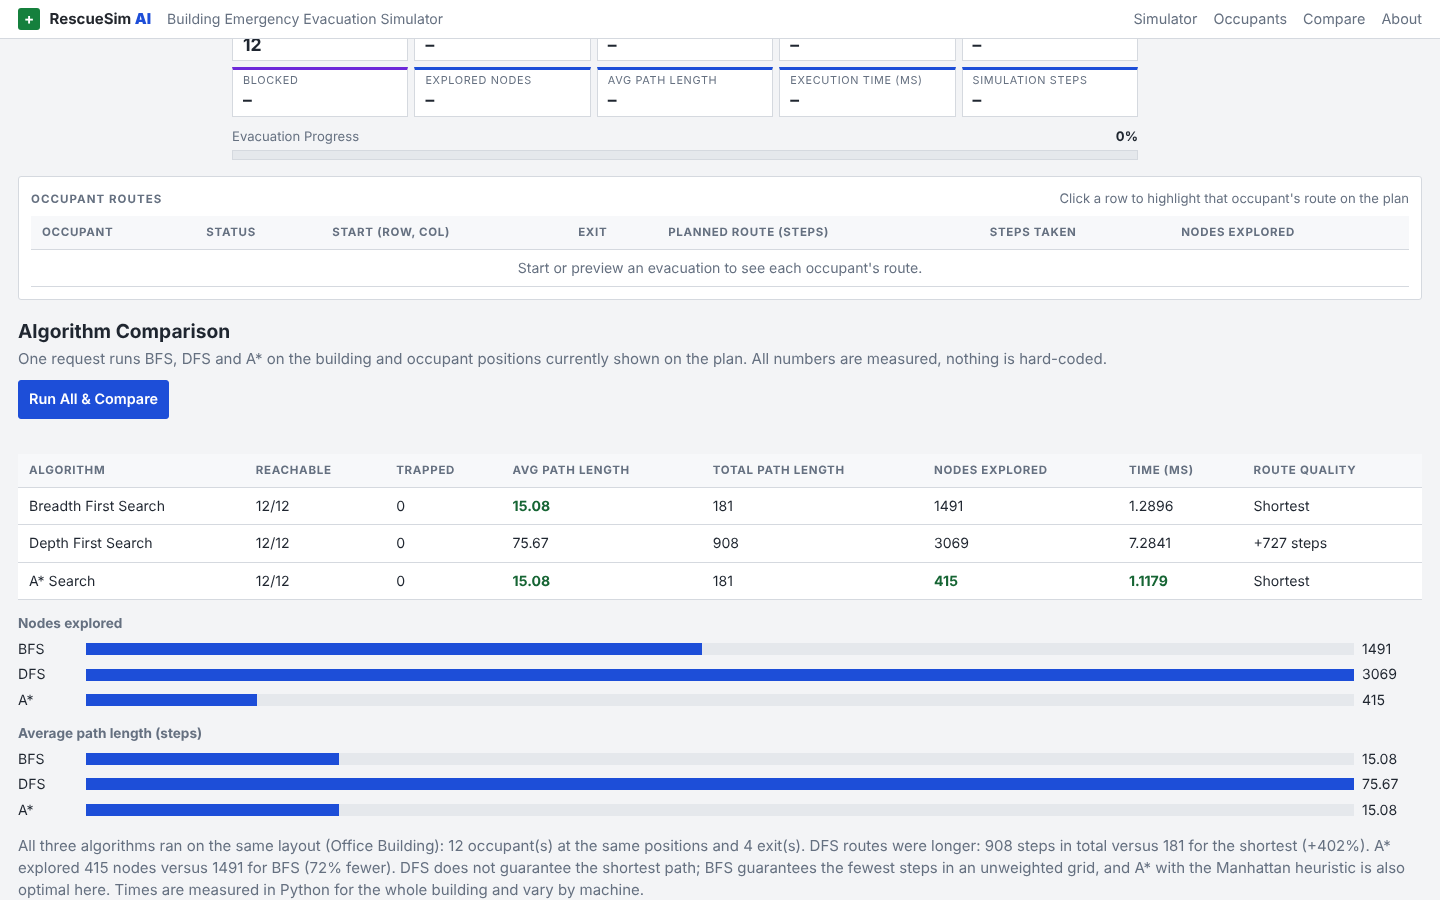 RescueSim AI Building Emergency Evacuation Simulator Simulator Occupants Compare About
12 – – – –
BLOCKED EXPLORED NODES AVG PATH LENGTH EXECUTION TIME (MS) SIMULATION STEPS
– – – – –
Evacuation Progress 0%
OCCUPANT ROUTES Click a row to highlight that occupant's route on the plan
OCCUPANT STATUS START (ROW, COL) EXIT PLANNED ROUTE (STEPS) STEPS TAKEN NODES EXPLORED
Start or preview an evacuation to see each occupant's route.
Algorithm Comparison
One request runs BFS, DFS and A* on the building and occupant positions currently shown on the plan. All numbers are measured, nothing is hard-coded.
Run All & Compare
ALGORITHM REACHABLE TRAPPED AVG PATH LENGTH TOTAL PATH LENGTH NODES EXPLORED TIME (MS) ROUTE QUALITY
Breadth First Search 12/12 0 15.08 181 1491 1.2896 Shortest
Depth First Search 12/12 0 75.67 908 3069 7.2841 +727 steps
A* Search 12/12 0 15.08 181 415 1.1179 Shortest
Nodes explored
BFS 1491
DFS 3069
A* 415
Average path length (steps)
BFS 15.08
DFS 75.67
A* 15.08
All three algorithms ran on the same layout (Office Building): 12 occupant(s) at the same positions and 4 exit(s). DFS routes were longer: 908 steps in total versus 181 for the shortest (+402%). A*
explored 415 nodes versus 1491 for BFS (72% fewer). DFS does not guarantee the shortest path; BFS guarantees the fewest steps in an unweighted grid, and A* with the Manhattan heuristic is also
optimal here. Times are measured in Python for the whole building and vary by machine.